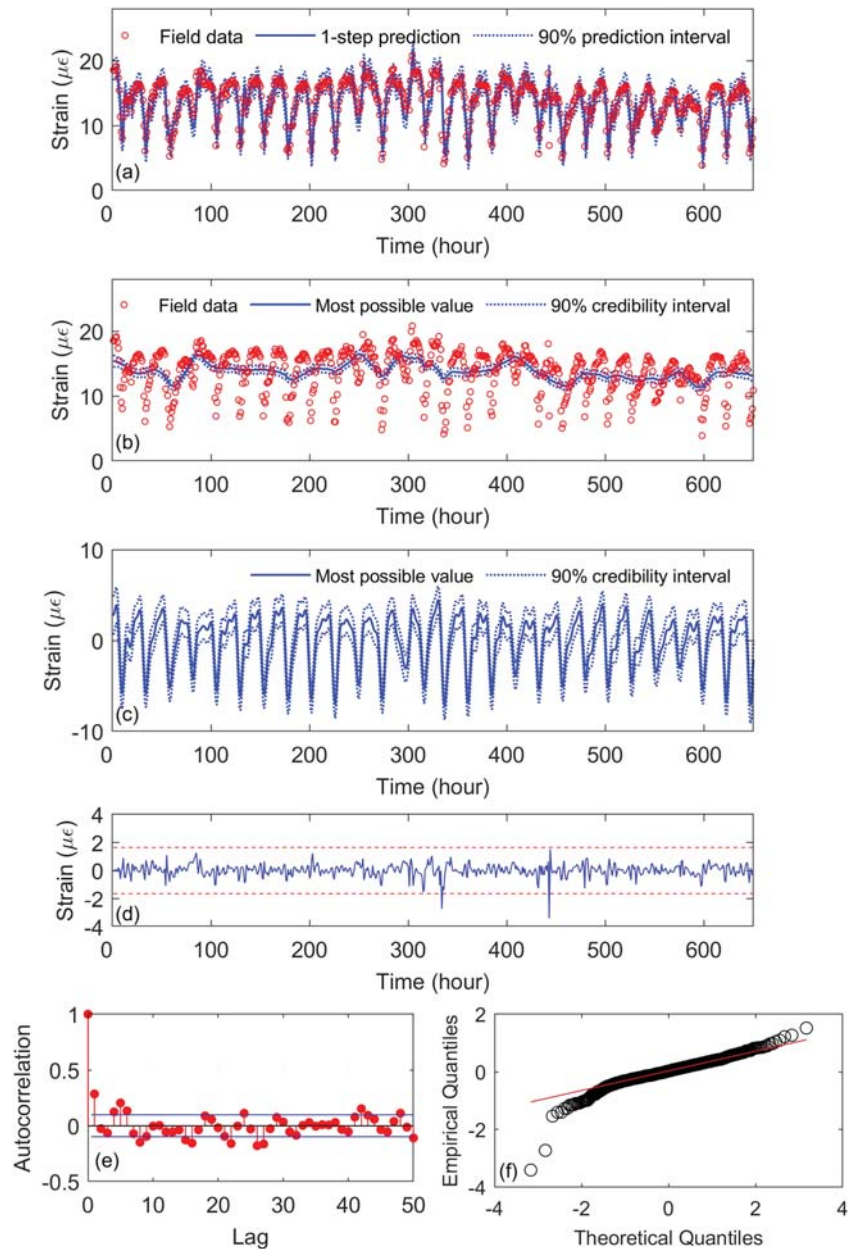 Field data 1-step prediction 90% prediction interval
20
10
0
Strain (με)
(a)
0 100 200 300 400 500 600
Time (hour)
Field data Most possible value 90% credibility interval
20
10
0
Strain (με)
(b)
0 100 200 300 400 500 600
Time (hour)
Most possible value 90% credibility interval
10
0
-10
Strain (με)
(c)
0 100 200 300 400 500 600
Time (hour)
4
2
0
-2
-4
Strain (με)
(d)
0 100 200 300 400 500 600
Time (hour)
1
0.5
0
-0.5
Autocorrelation
(e)
0 10 20 30 40 50
Lag
2
0
-2
-4
Empirical Quantiles
(f)
-4 -2 0 2 4
Theoretical Quantiles